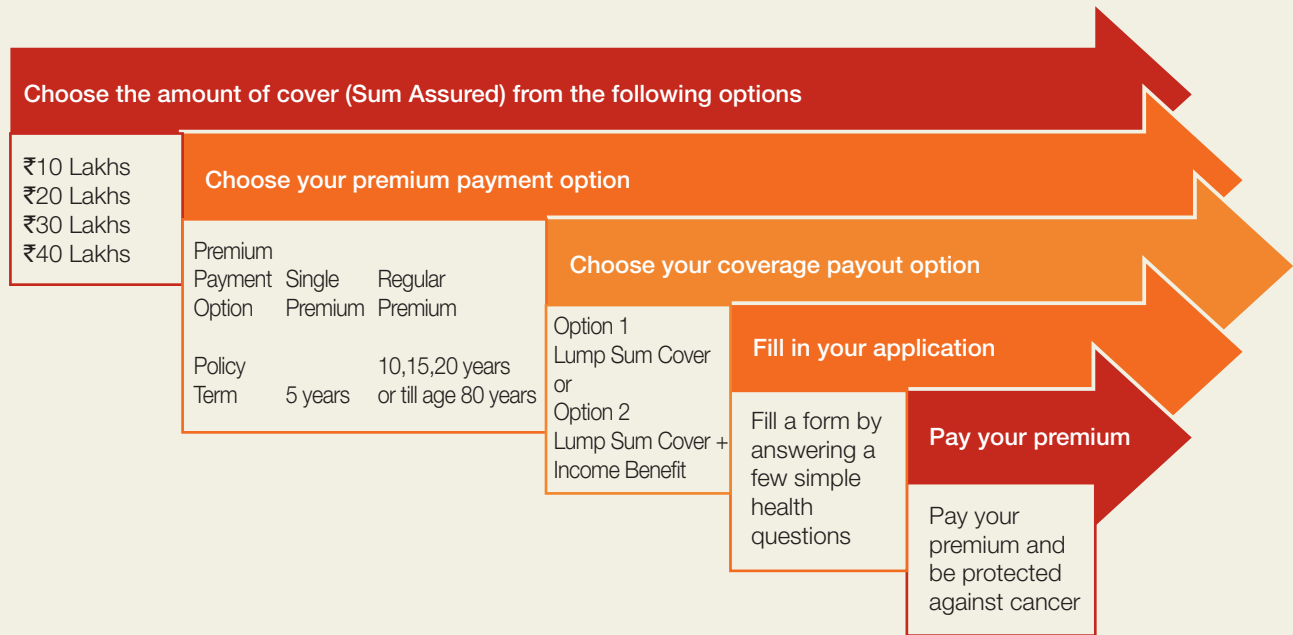 Choose the amount of cover (Sum Assured) from the following options
₹10 Lakhs
₹20 Lakhs
₹30 Lakhs
₹40 Lakhs
Choose your premium payment option
Premium
Payment Single Regular
Option Premium Premium
Policy 10,15,20 years
Term 5 years or till age 80 years
Choose your coverage payout option
Option 1
Lump Sum Cover
or
Option 2
Lump Sum Cover +
Income Benefit
Fill in your application
Fill a form by
answering a
few simple
health
questions
Pay your premium
Pay your
premium and
be protected
against cancer